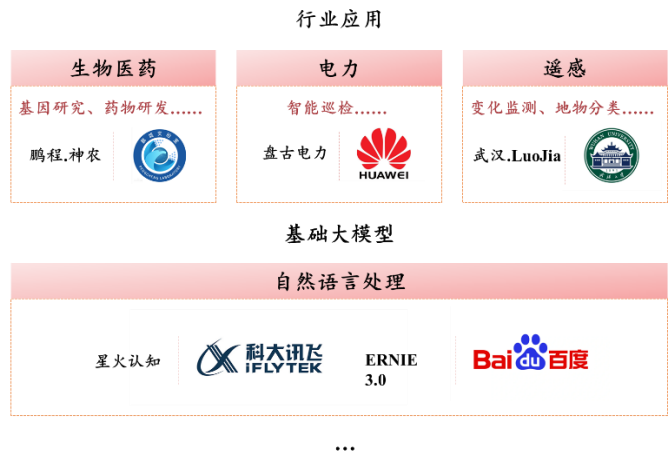 行业应用
生物医药
电力
遥感
基因研究、药物研发……
智能巡检……
变化监测、地物分类……
鹏程.神农
盘古电力
HUAWEI
武汉.LuoJia
WUHAN UNIVERSITY
基础大模型
自然语言处理
星火认知
科大讯飞
iFLYTEK
ERNIE
3.0
Bai du 百度
...